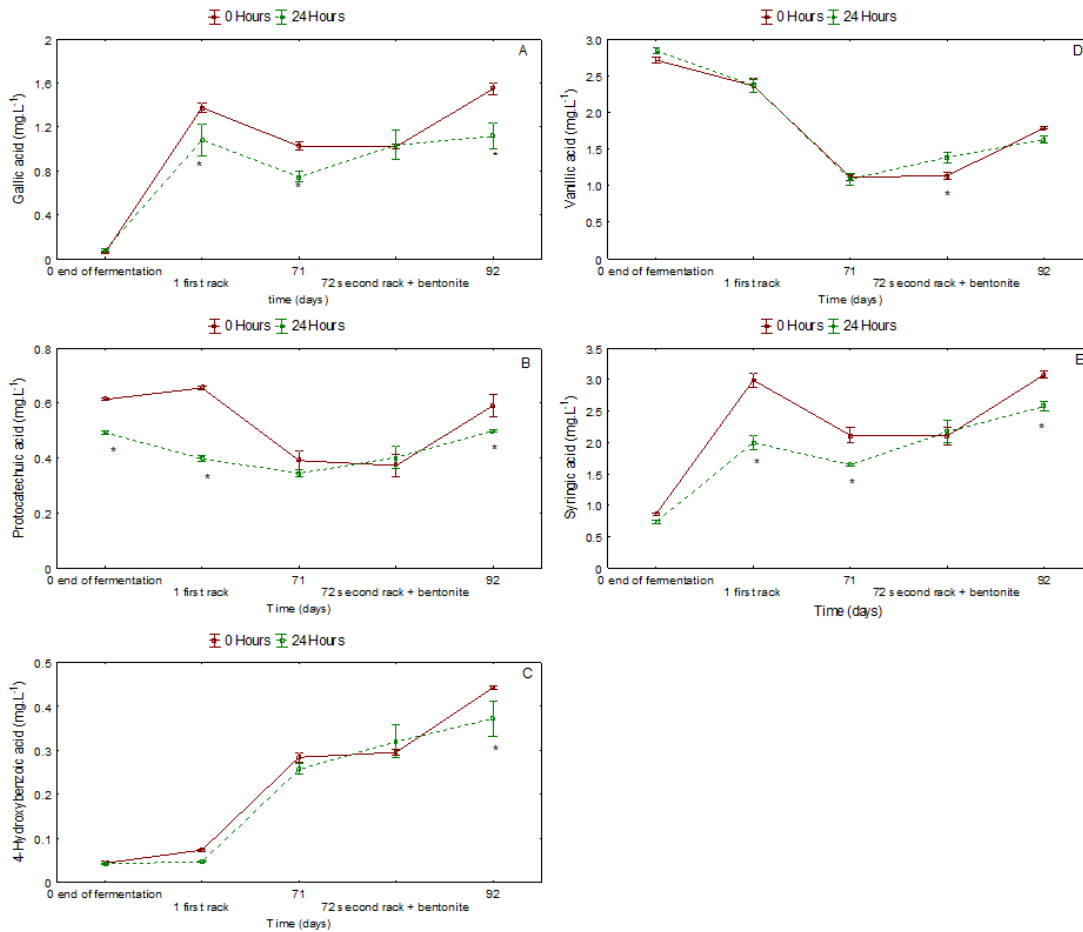 0 Hours 24 Hours
A
Gallic acid (mg.L-1)
2
1.6
1.2
0.8
0.4
0
*
*
*
0 end of fermentation 71 92
1 first rack 72 second rack + bentonite
time (days)
0 Hours 24 Hours
D
Vanillic acid (mg.L-1)
3.0
2.5
2.0
1.5
1.0
0.5
0
*
0 end of fermentation 71 92
1 first rack 72 second rack + bentonite
Time (days)
0 Hours 24 Hours
B
Protocatechuic acid (mg.L-1)
0.8
0.6
0.4
0.2
0
*
*
*
0 end of fermentation 71 92
1 first rack 72 second rack + bentonite
Time (days)
0 Hours 24 Hours
E
Syringic acid (mg.L-1)
3.5
3.0
2.5
2.0
1.5
1.0
0.5
0
*
*
*
0 end of fermentation 71 92
1 first rack 72 second rack + bentonite
Time (days)
0 Hours 24 Hours
C
4-Hydroxybenzoic acid (mg.L-1)
0.5
0.4
0.3
0.2
0.1
0
*
0 end of fermentation 71 92
1 first rack 72 second rack + bentonite
Time (days)